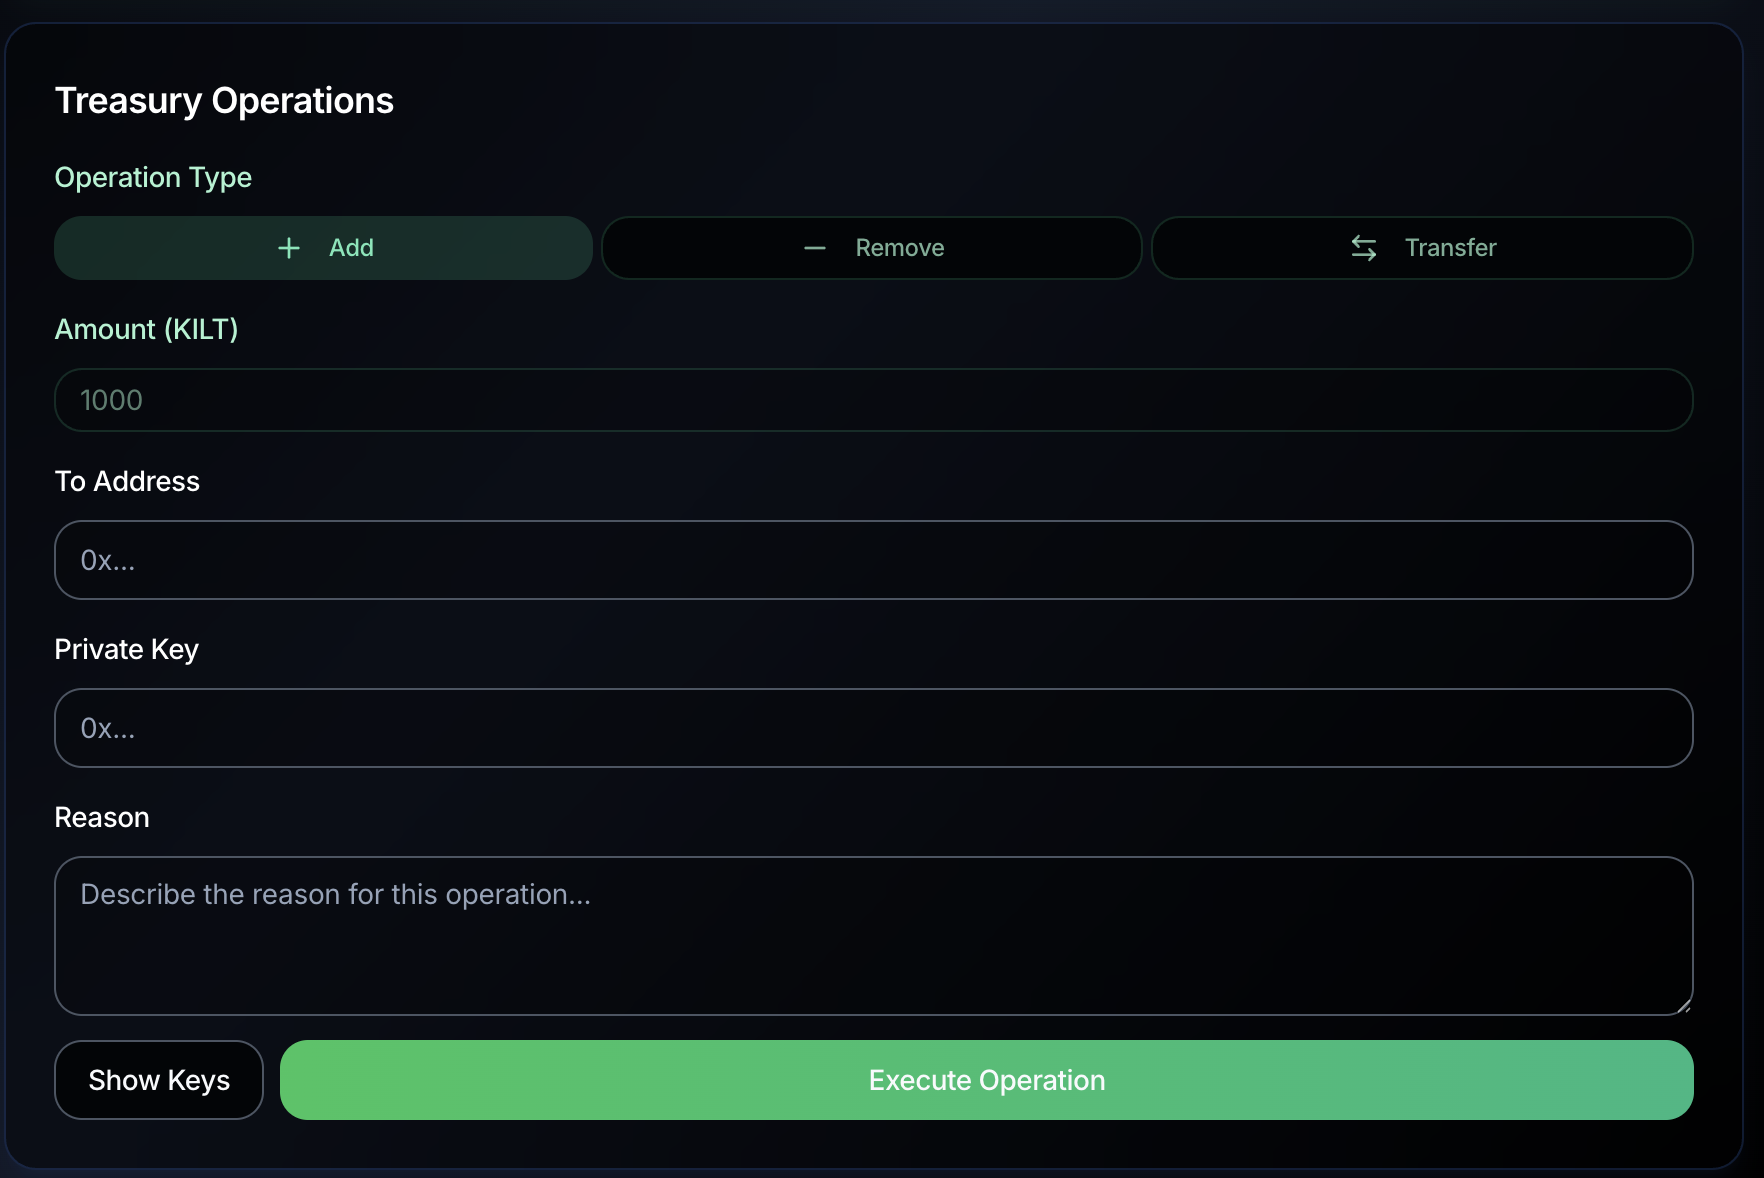 Treasury Operations
Operation Type
Add
Remove
Transfer
Amount (KILT)
1000
To Address
0x...
Private Key
0x...
Reason
Describe the reason for this operation...
Show Keys
Execute Operation